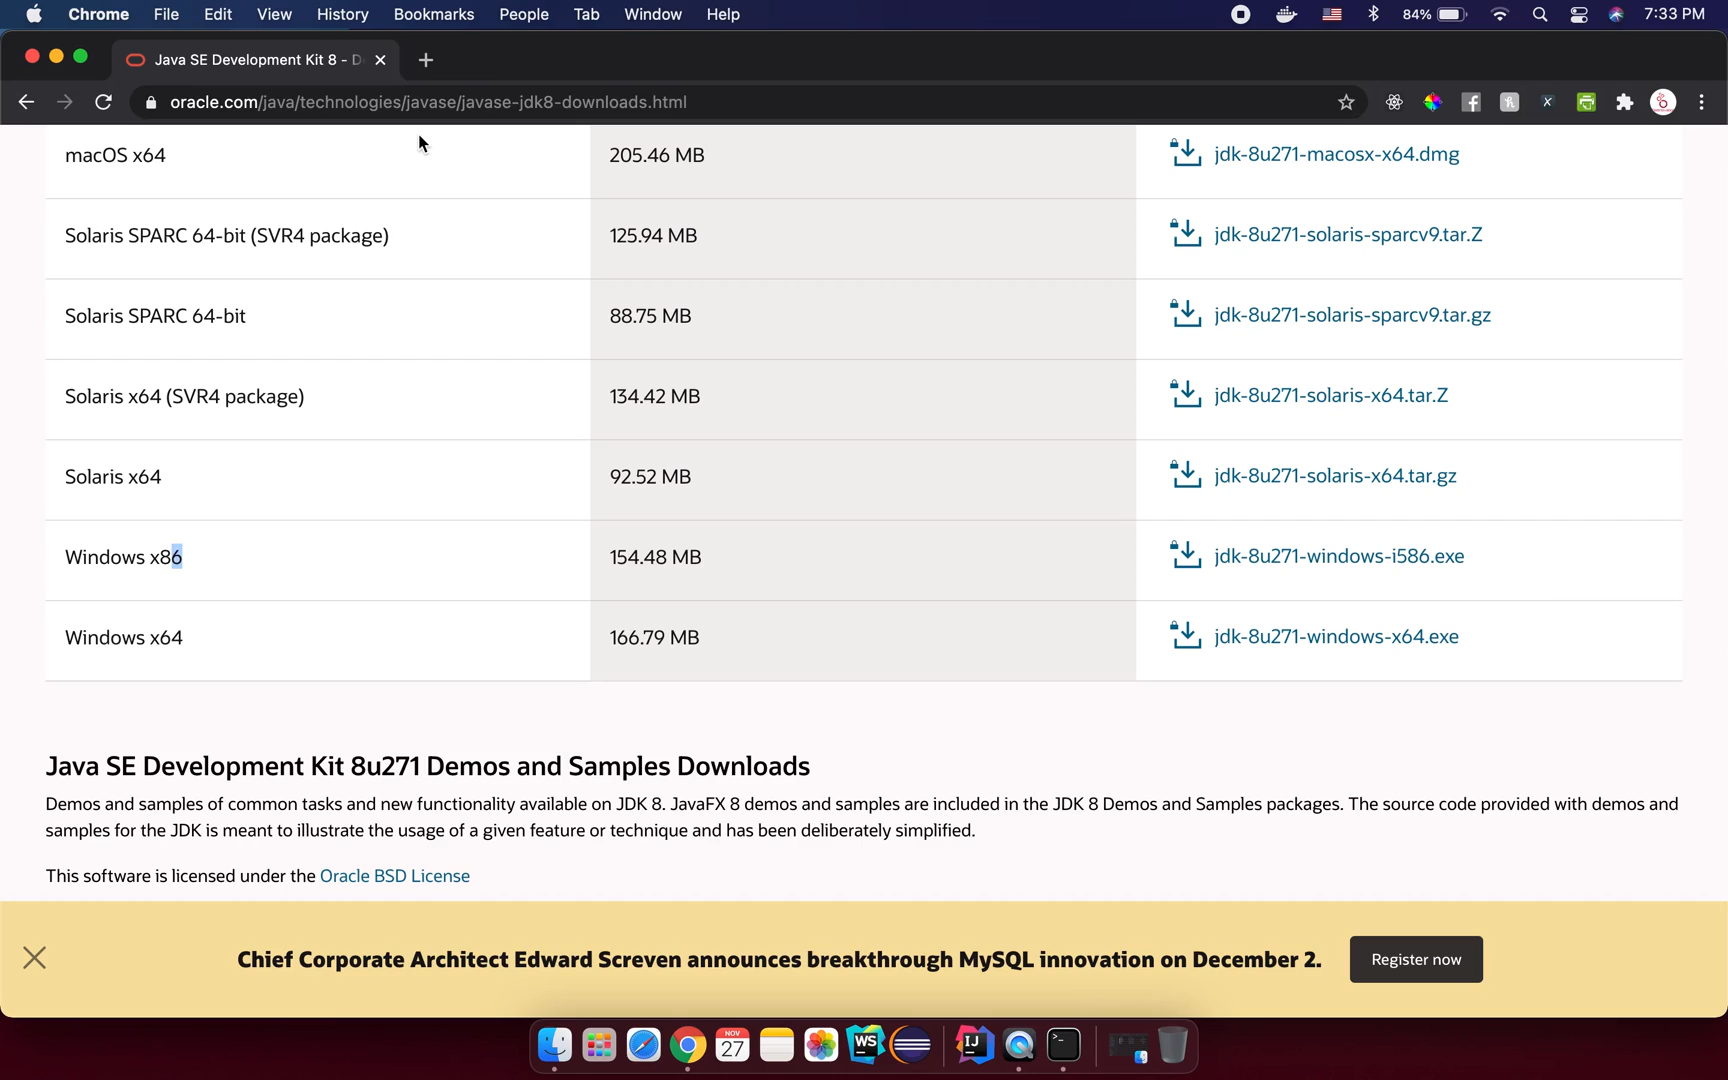 Chrome File Edit View History Bookmarks People Tab Window Help 84% 7:33 PM
Java SE Development Kit 8 - D
oracle.com/java/technologies/javase/javase-jdk8-downloads.html
macOS x64 205.46 MB jdk-8u271-macosx-x64.dmg
Solaris SPARC 64-bit (SVR4 package) 125.94 MB jdk-8u271-solaris-sparcv9.tar.Z
Solaris SPARC 64-bit 88.75 MB jdk-8u271-solaris-sparcv9.tar.gz
Solaris x64 (SVR4 package) 134.42 MB jdk-8u271-solaris-x64.tar.Z
Solaris x64 92.52 MB jdk-8u271-solaris-x64.tar.gz
Windows x86 154.48 MB jdk-8u271-windows-i586.exe
Windows x64 166.79 MB jdk-8u271-windows-x64.exe
Java SE Development Kit 8u271 Demos and Samples Downloads
Demos and samples of common tasks and new functionality available on JDK 8. JavaFX 8 demos and samples are included in the JDK 8 Demos and Samples packages. The source code provided with demos and
samples for the JDK is meant to illustrate the usage of a given feature or technique and has been deliberately simplified.
This software is licensed under the Oracle BSD License
Chief Corporate Architect Edward Screven announces breakthrough MySQL innovation on December 2. Register now
NOV
27
WS
IJ